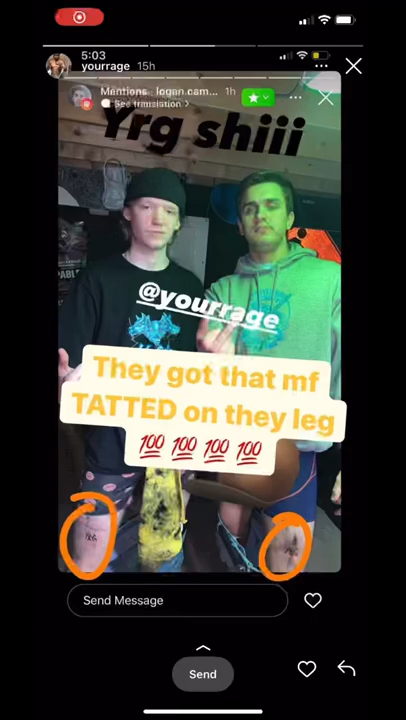 5:03
yourrage 15h
Mentions logan.cam... 1h
See translation >
Yrg shiii
@yourrage
They got that mf
TATTED on they leg
💯 💯 💯 💯
Send Message
Send